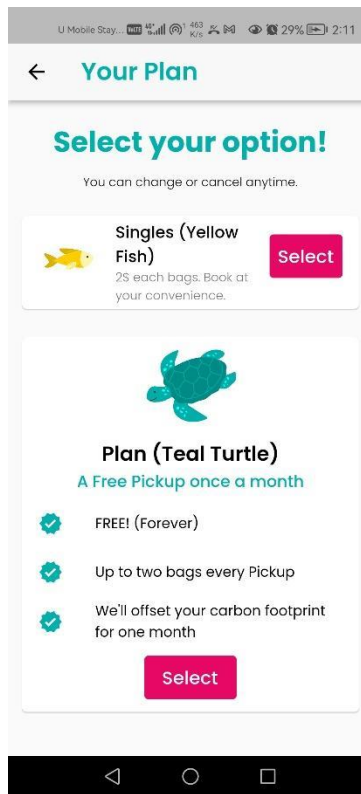 U Mobile Stay... VoLTE 463 K/s 29% 2:11
Your Plan
Select your option!
You can change or cancel anytime.
Singles (Yellow
Fish)
2$ each bags. Book at
your convenience.
Select
Plan (Teal Turtle)
A Free Pickup once a month
FREE! (Forever)
Up to two bags every Pickup
We'll offset your carbon footprint
for one month
Select